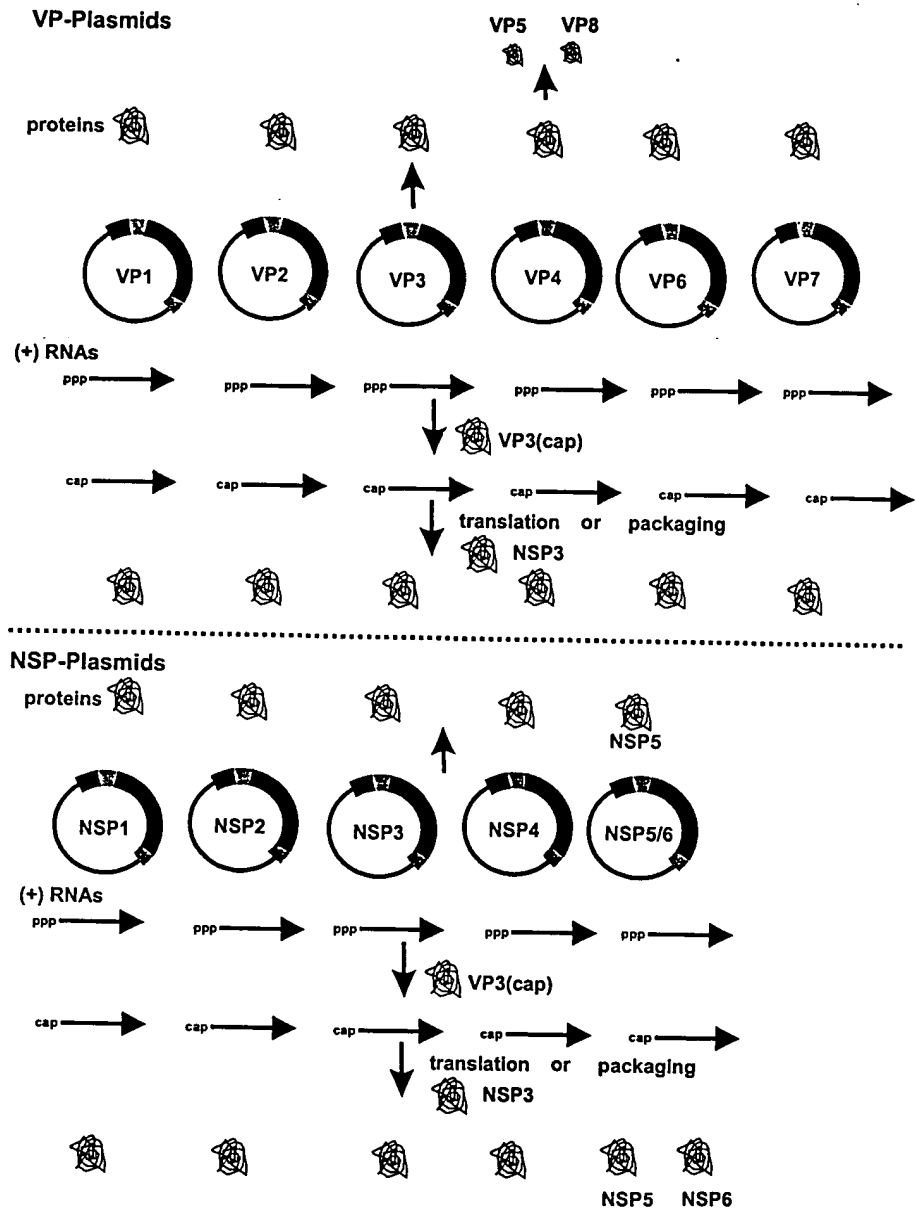 VP-Plasmids
VP5 VP8
proteins
VP1 VP2 VP3 VP4 VP6 VP7
(+) RNAs
ppp ppp ppp ppp ppp ppp
VP3(cap)
cap cap cap cap cap cap
translation or packaging
NSP3
NSP-Plasmids
proteins
NSP5
NSP1 NSP2 NSP3 NSP4 NSP5/6
(+) RNAs
ppp ppp ppp ppp ppp
VP3(cap)
cap cap cap cap cap
translation or packaging
NSP3
NSP5 NSP6